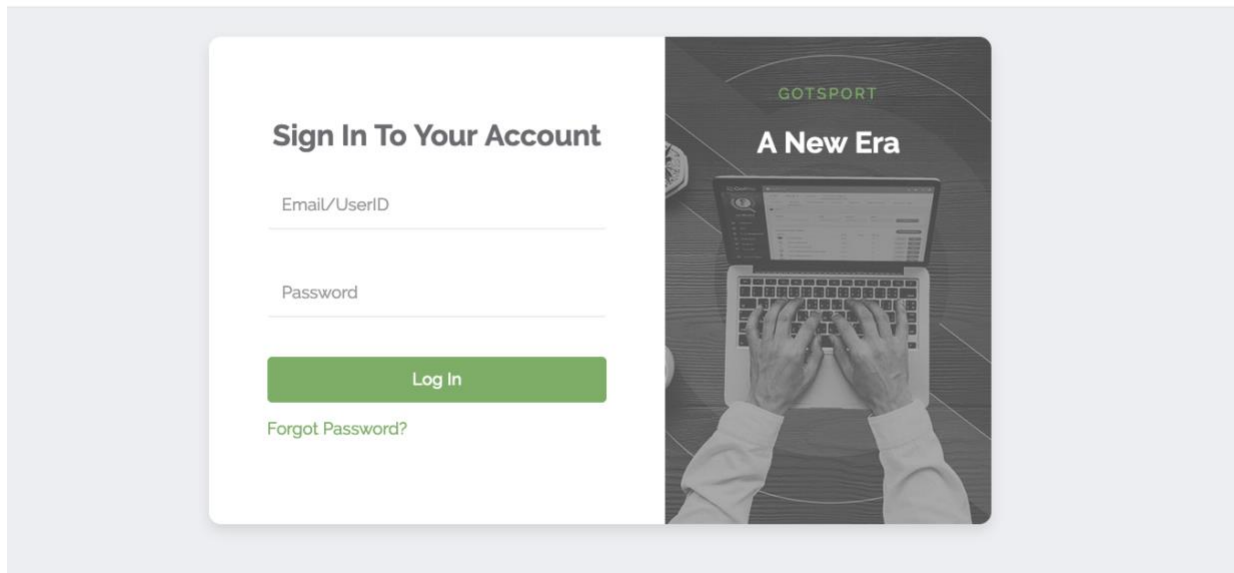 Sign In To Your Account
Email/UserID
Password
Log In
Forgot Password?
GOTSPORT
A New Era